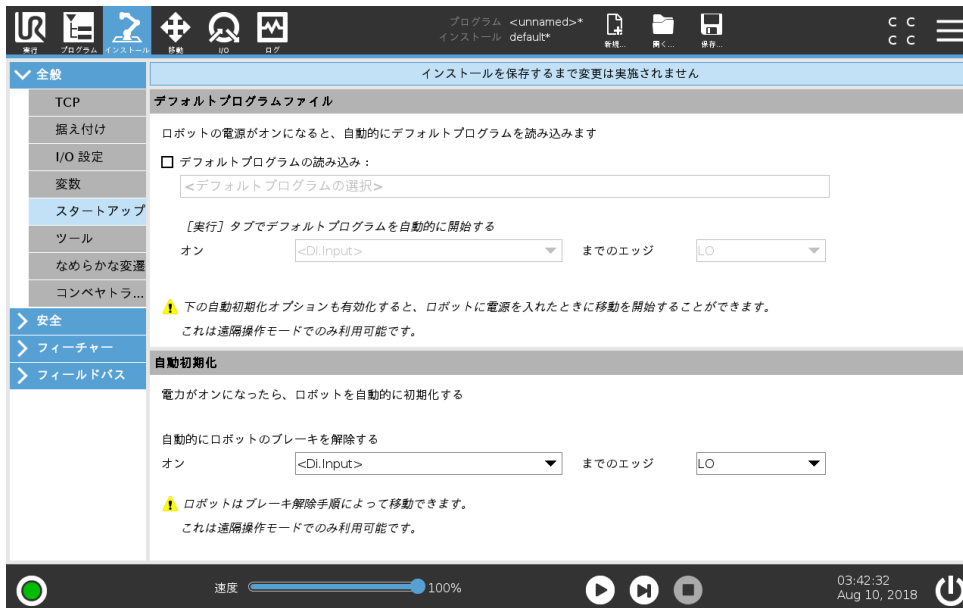 UR
実行
プログラム
インストール
移動
I/O
ログ
プログラム <unnamed>*
インストール default*
新規...
開く...
保存...
C C
C C
全般
TCP
据え付け
I/O 設定
変数
スタートアップ
ツール
なめらかな変遷
コンベヤトラ...
安全
フィーチャー
フィールドバス
インストールを保存するまで変更は実施されません
デフォルトプログラムファイル
ロボットの電源がオンになると、自動的にデフォルトプログラムを読み込みます
デフォルトプログラムの読み込み：
<デフォルトプログラムの選択>
［実行］タブでデフォルトプログラムを自動的に開始する
オン <Di.Input> までのエッジ LO
下の自動初期化オプションも有効化すると、ロボットに電源を入れたときに移動を開始することができます。
これは遠隔操作モードでのみ利用可能です。
自動初期化
電力がオンになったら、ロボットを自動的に初期化する
自動的にロボットのブレーキを解除する
オン <Di.Input> までのエッジ LO
ロボットはブレーキ解除手順によって移動できます。
これは遠隔操作モードでのみ利用可能です。
速度 100%
03:42:32
Aug 10, 2018